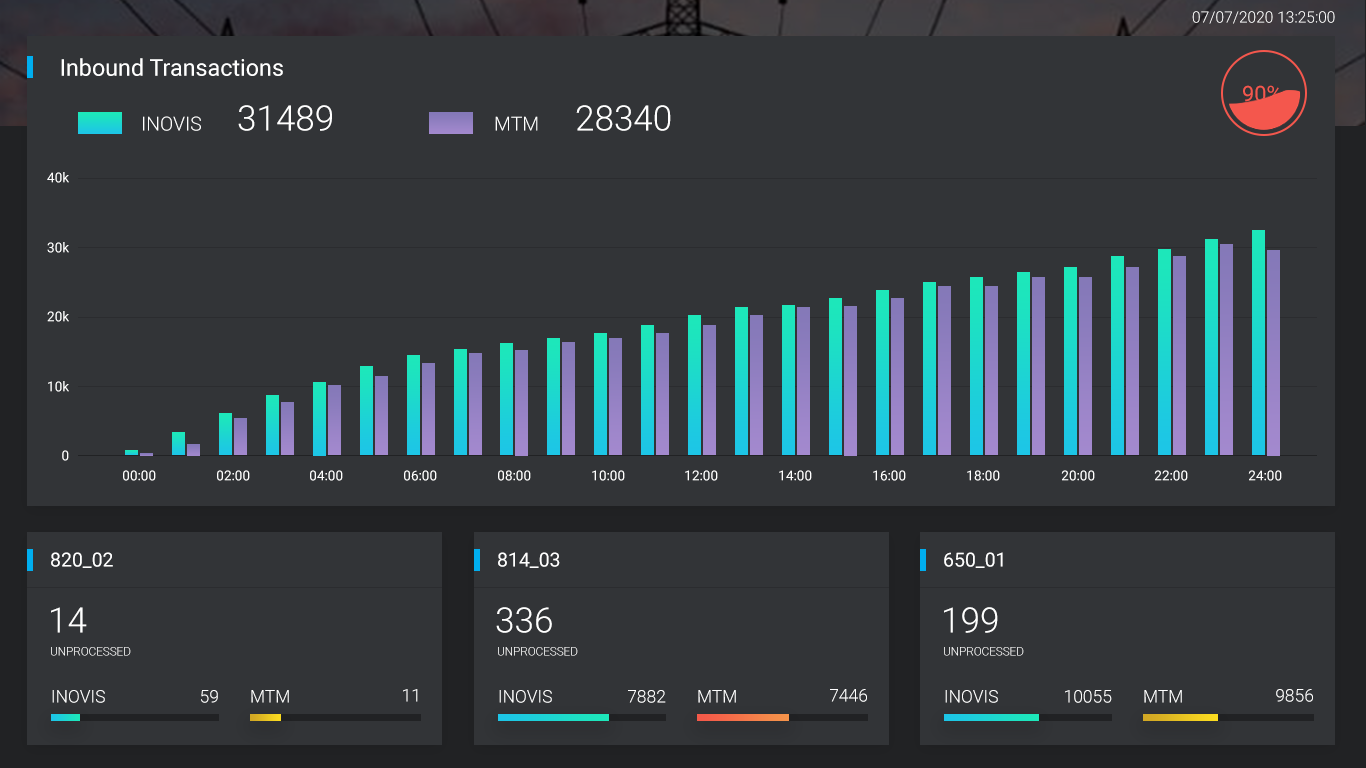 07/07/2020 13:25:00
Inbound Transactions
90%
INOVIS 31489 MTM 28340
40k
30k
20k
10k
0
00:00 02:00 04:00 06:00 08:00 10:00 12:00 14:00 16:00 18:00 20:00 22:00 24:00
820_02
14
UNPROCESSED
INOVIS 59 MTM 11
814_03
336
UNPROCESSED
INOVIS 7882 MTM 7446
650_01
199
UNPROCESSED
INOVIS 10055 MTM 9856